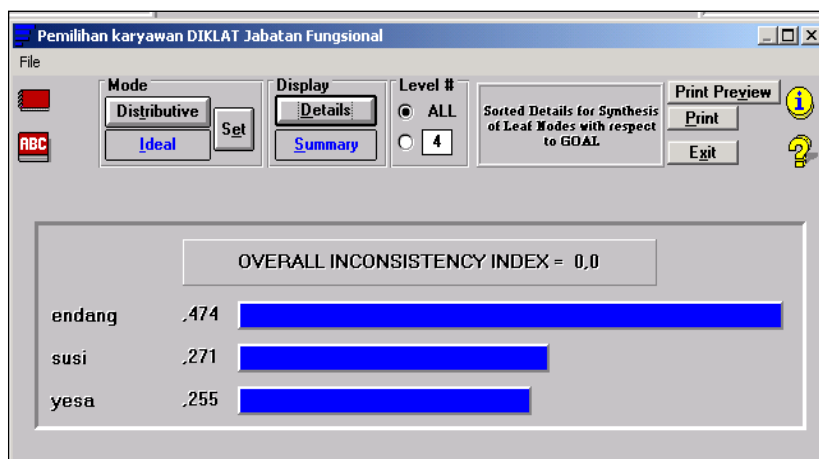 Pemilihan karyawan DIKLAT Jabatan Fungsional
File
Mode
Distributive
Ideal
Set
Display
Details
Summary
Level #
ALL
4
Sorted Details for Synthesis
of Leaf Nodes with respect
to GOAL
Print Preview
Print
Exit
ABC
OVERALL INCONSISTENCY INDEX = 0,0
endang ,474
susi ,271
yesa ,255